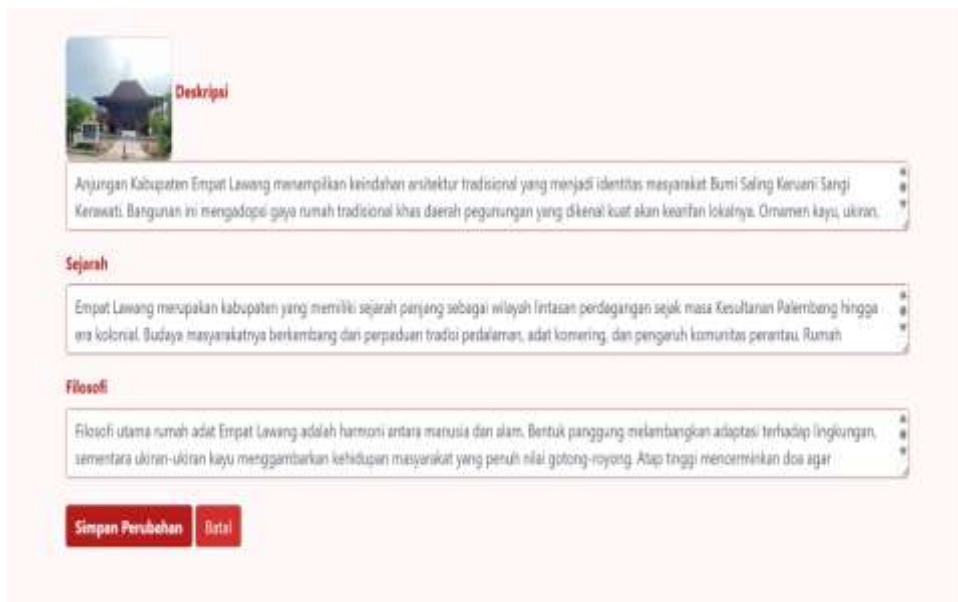 Deskripsi
Anjungan Kabupaten Empat Lawang menampilkan keindahan arsitektur tradisional yang menjadi identitas masyarakat Bumi Saling Keruani Sangi
Kerawati. Bangunan ini mengadopsi gaya rumah tradisional khas daerah pegunungan yang dikenal kuat akan kearifan lokalnya. Ornamen kayu, ukiran,
Sejarah
Empat Lawang merupakan kabupaten yang memiliki sejarah panjang sebagai wilayah lintasan perdagangan sejak masa Kesultanan Palembang hingga
era kolonial. Budaya masyarakatnya berkembang dari perpaduan tradisi pedalaman, adat komering, dan pengaruh komunitas perantau. Rumah
Filosofi
Filosofi utama rumah adat Empat Lawang adalah harmoni antara manusia dan alam. Bentuk panggung melambangkan adaptasi terhadap lingkungan,
sementara ukiran-ukiran kayu menggambarkan kehidupan masyarakat yang penuh nilai gotong-royong. Atap tinggi mencerminkan doa agar
Simpan Perubahan
Batal